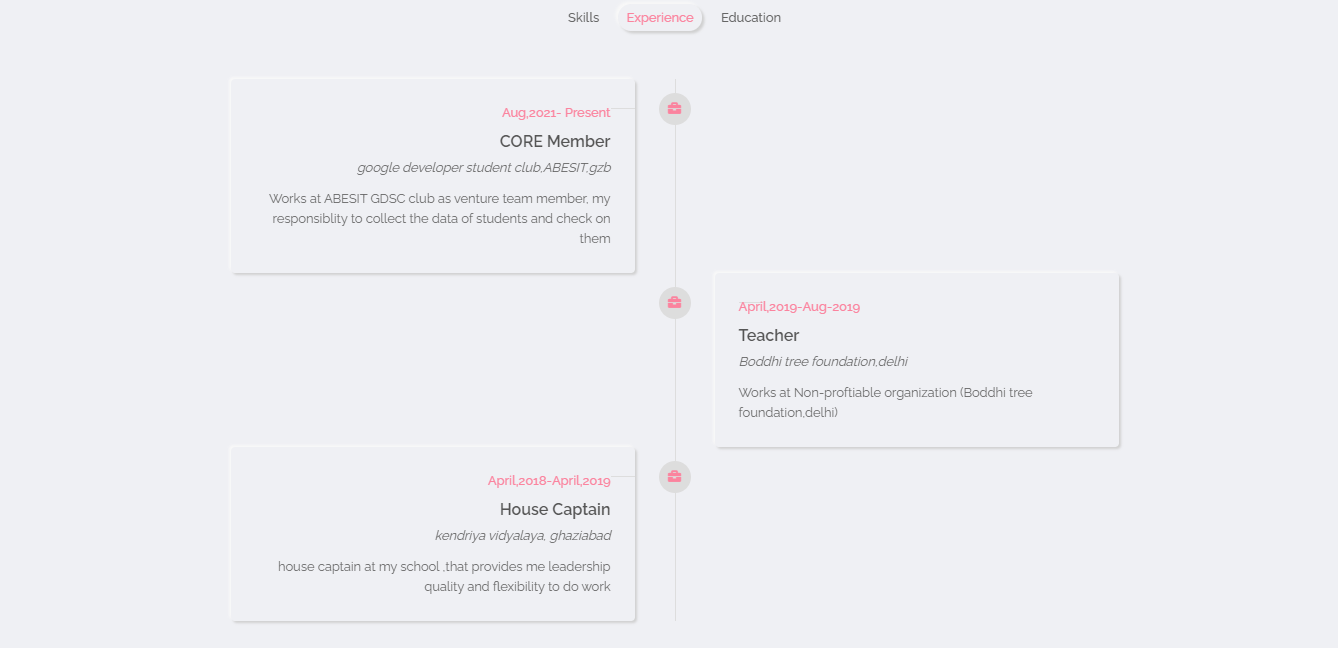 Skills Experience Education
Aug,2021- Present
CORE Member
google developer student club,ABESIT,gzb
Works at ABESIT GDSC club as venture team member, my
responsiblity to collect the data of students and check on
them
April,2019-Aug-2019
Teacher
Boddhi tree foundation,delhi
Works at Non-proftiable organization (Boddhi tree
foundation,delhi)
April,2018-April,2019
House Captain
kendriya vidyalaya, ghaziabad
house captain at my school ,that provides me leadership
quality and flexibility to do work